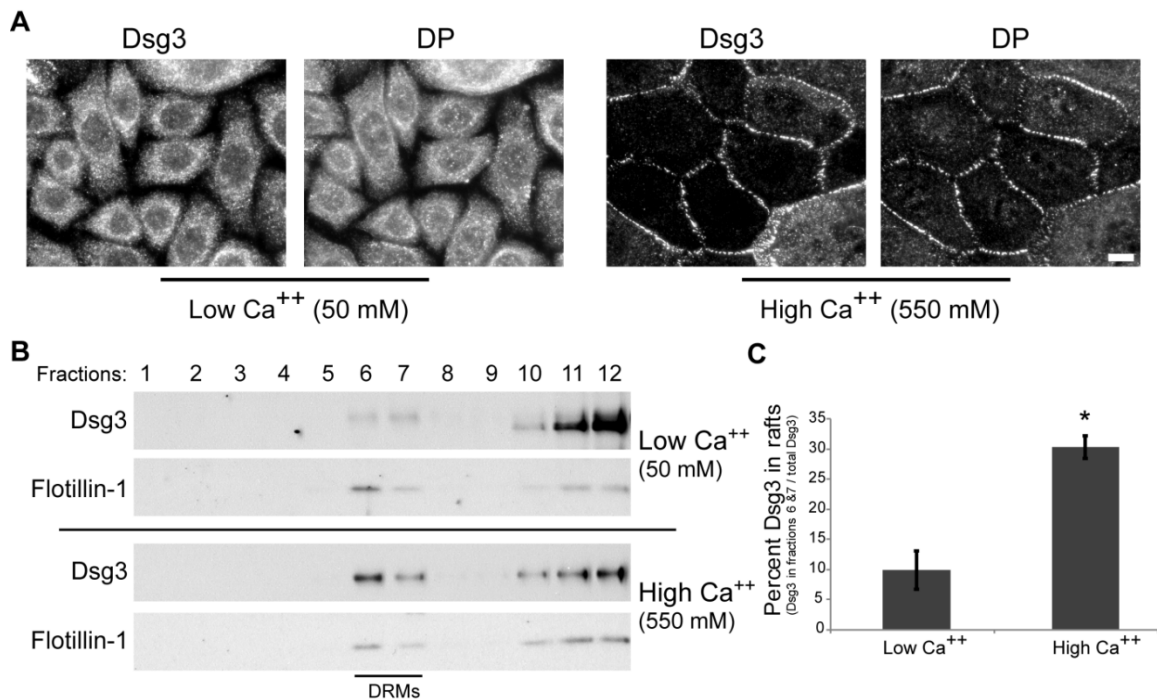 A
Dsg3 DP Dsg3 DP
Low Ca++ (50 mM) High Ca++ (550 mM)
B
Fractions: 1 2 3 4 5 6 7 8 9 10 11 12
Dsg3
Flotillin-1
Low Ca++
(50 mM)
Dsg3
Flotillin-1
High Ca++
(550 mM)
DRMs
C
Percent Dsg3 in rafts
(Dsg3 in fractions 6 &7 / total Dsg3)
35
30
25
20
15
10
5
0
*
Low Ca++ High Ca++